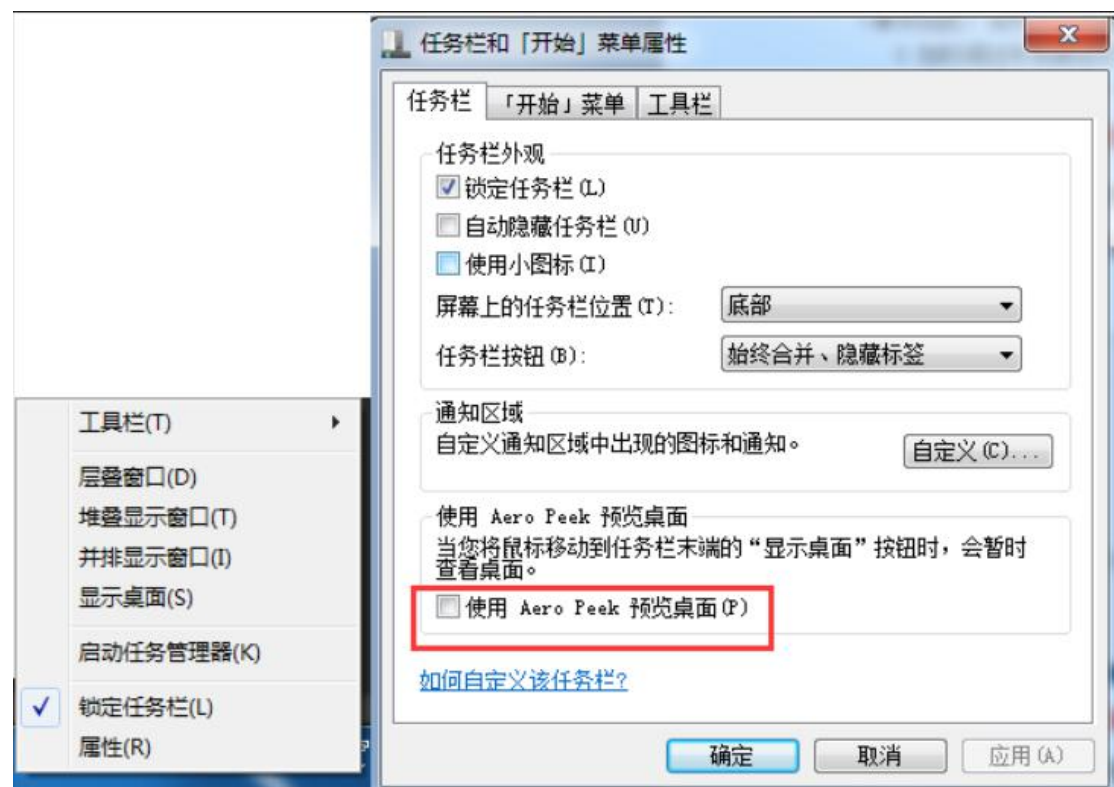 任务栏和「开始」菜单属性
任务栏 「开始」菜单 工具栏
任务栏外观
锁定任务栏(L)
自动隐藏任务栏(U)
使用小图标(I)
屏幕上的任务栏位置(T): 底部
任务栏按钮(B): 始终合并、隐藏标签
通知区域
自定义通知区域中出现的图标和通知。 自定义(C)...
使用 Aero Peek 预览桌面
当您将鼠标移动到任务栏末端的“显示桌面”按钮时，会暂时
查看桌面。
使用 Aero Peek 预览桌面(P)
如何自定义该任务栏?
确定 取消 应用(A)
工具栏(T)
层叠窗口(D)
堆叠显示窗口(T)
并排显示窗口(I)
显示桌面(S)
启动任务管理器(K)
锁定任务栏(L)
属性(R)